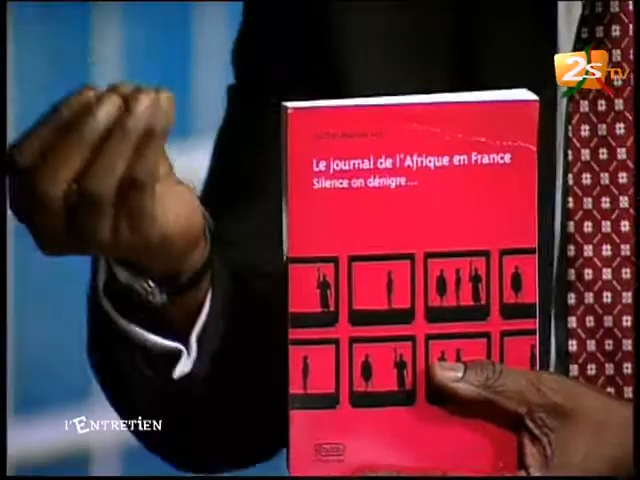 2stv
Le journal de l'Afrique en France
Silence on dénigre...
l'ENTRETIEN